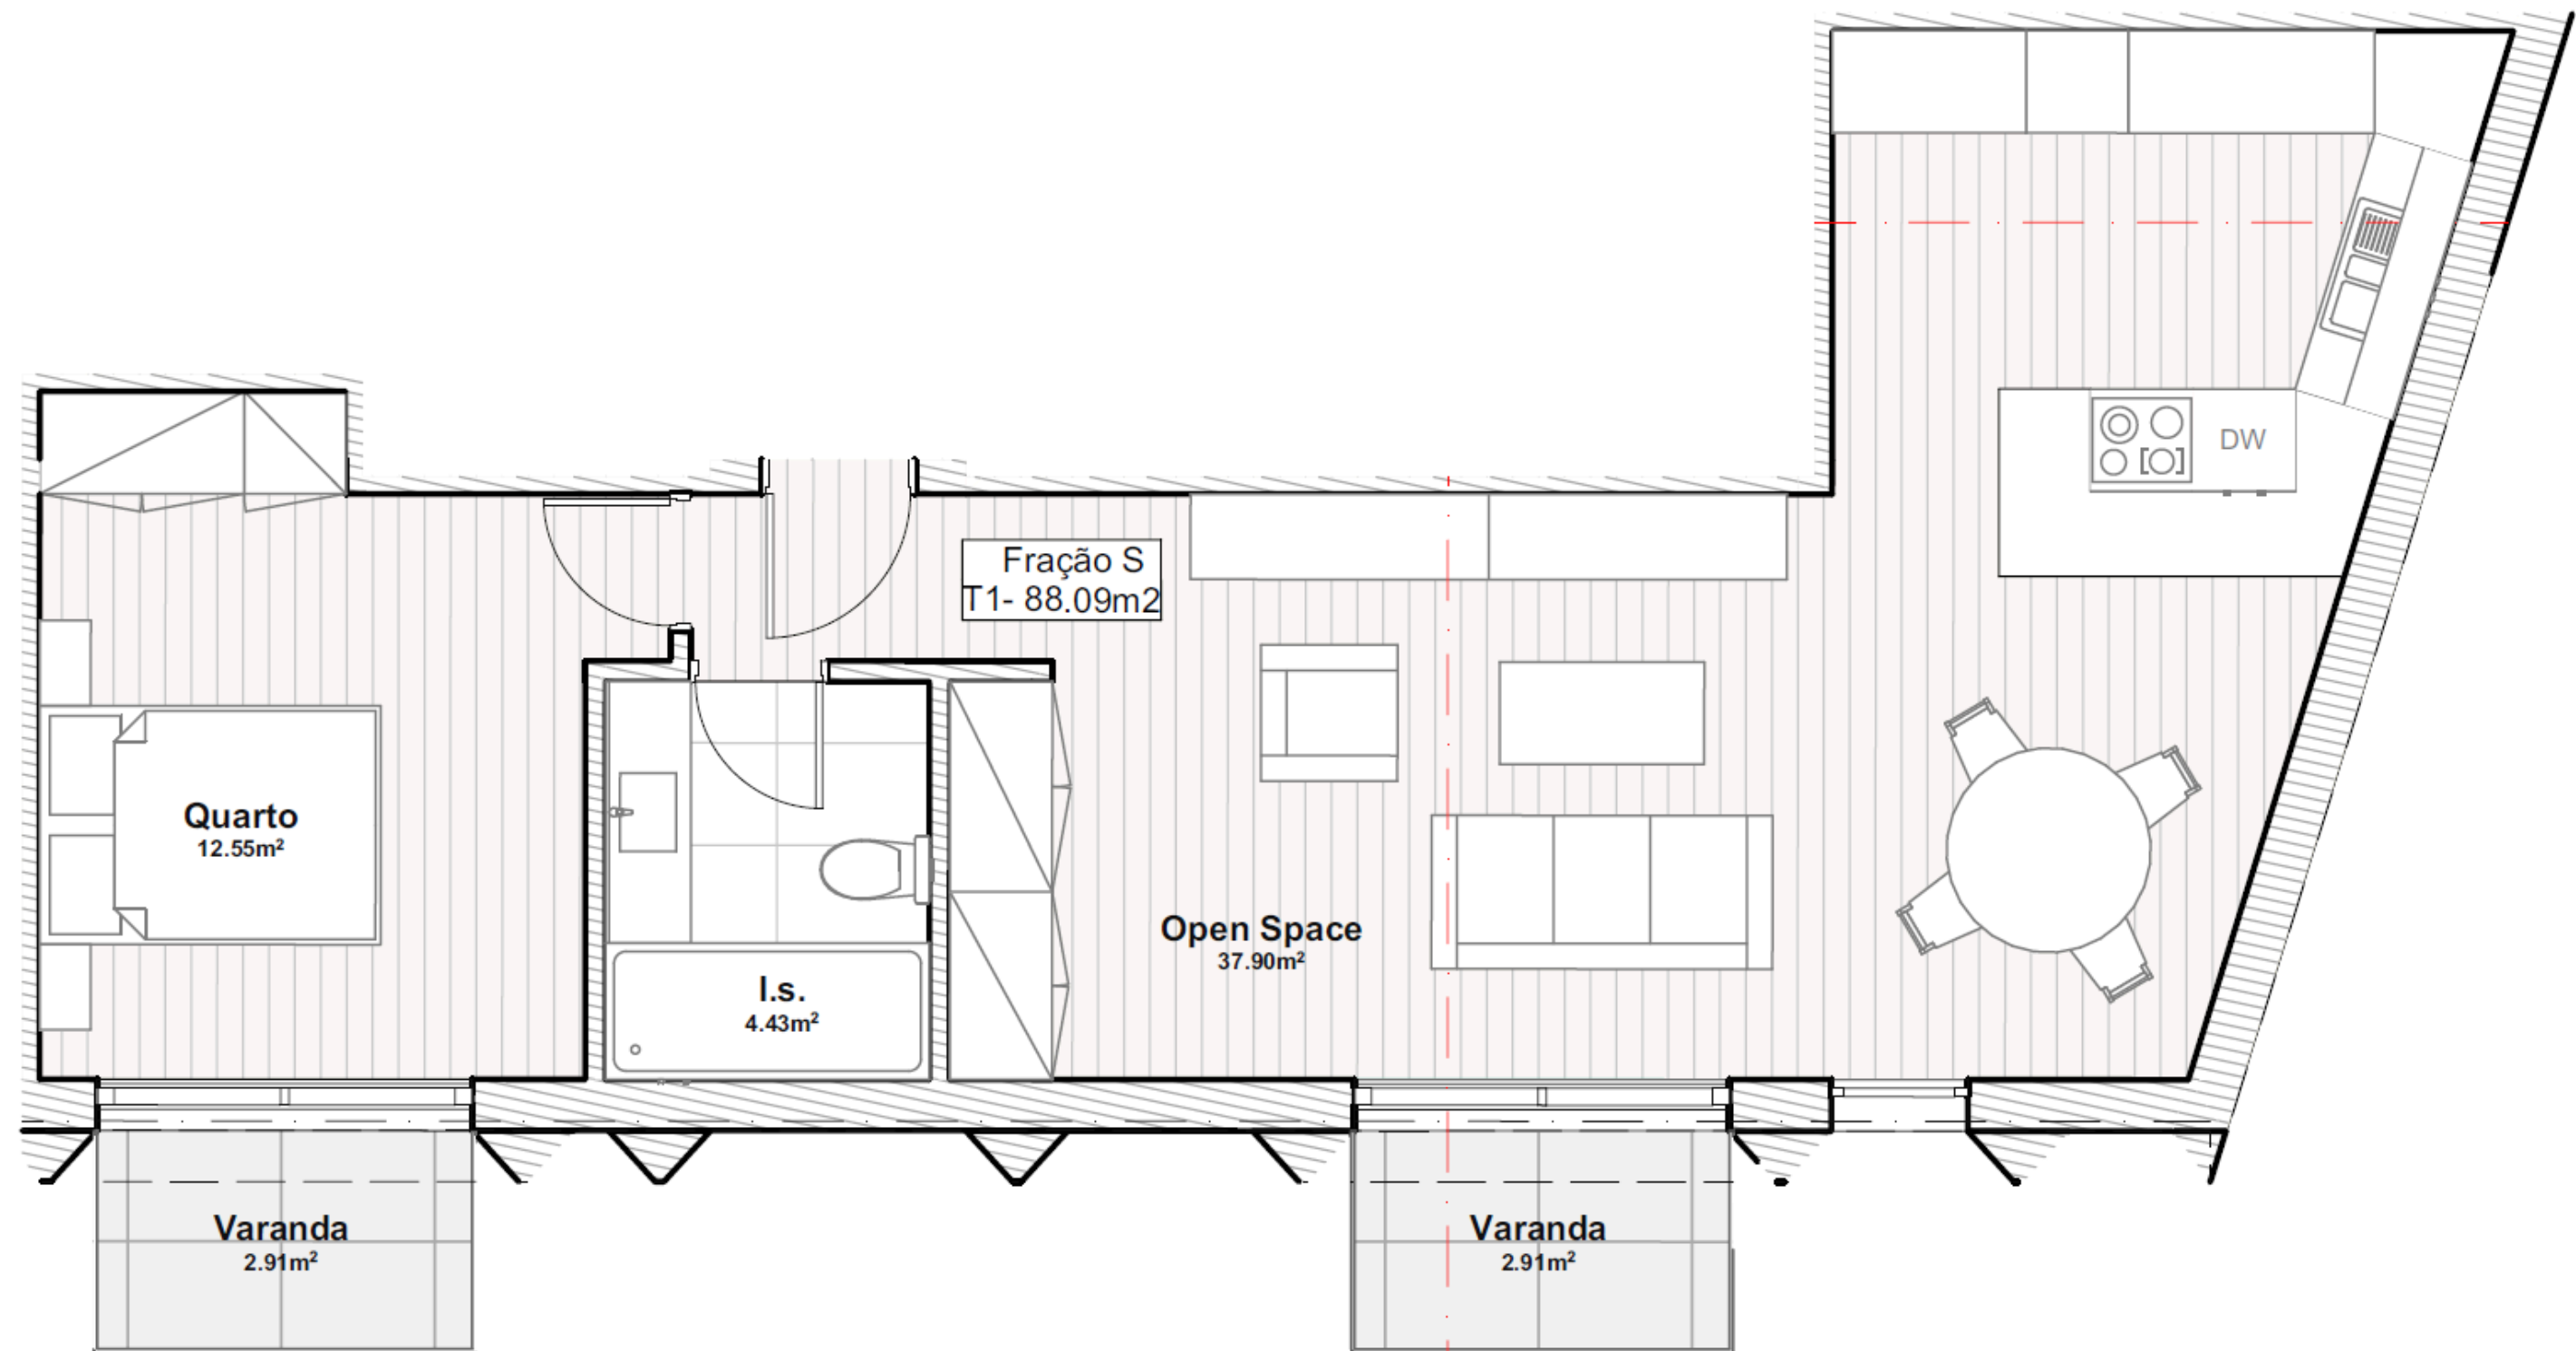 DW
Fração S
T1- 88.09m2
Quarto
12.55m²
Open Space
37.90m²
I.s.
4.43m²
Varanda
2.91m²
Varanda
2.91m²